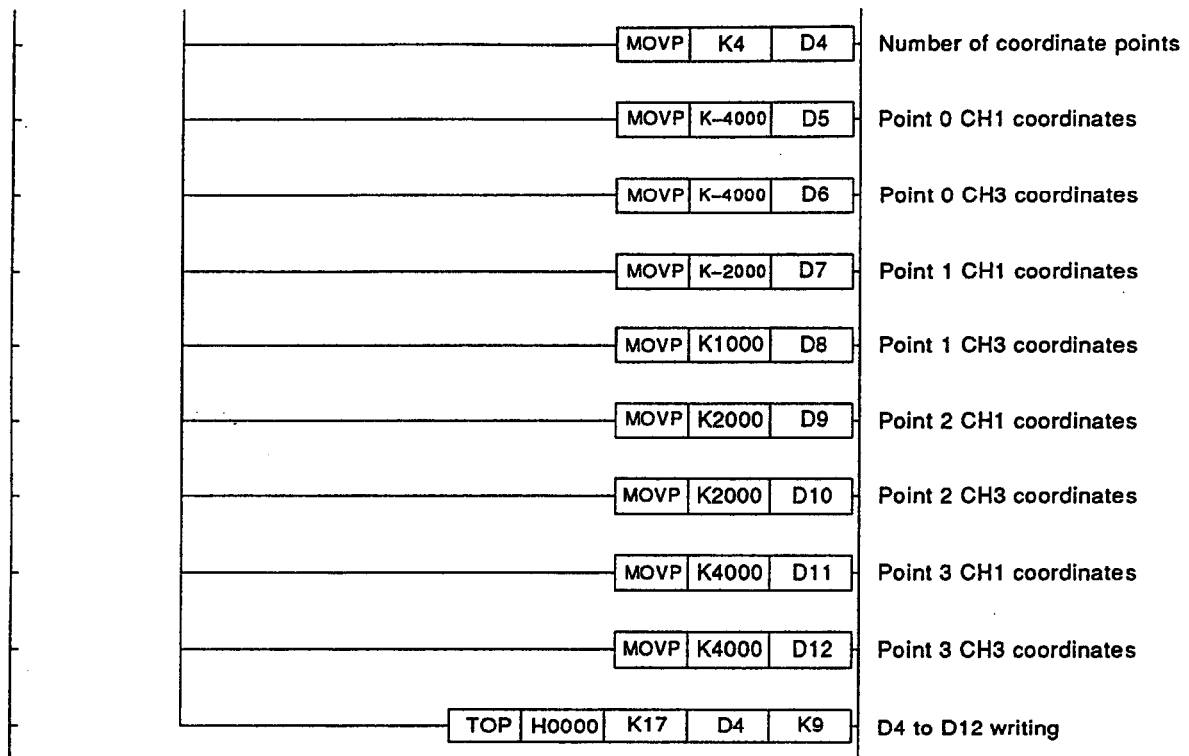 MOVP K4 D4 Number of coordinate points
MOVP K–4000 D5 Point 0 CH1 coordinates
MOVP K–4000 D6 Point 0 CH3 coordinates
MOVP K–2000 D7 Point 1 CH1 coordinates
MOVP K1000 D8 Point 1 CH3 coordinates
MOVP K2000 D9 Point 2 CH1 coordinates
MOVP K2000 D10 Point 2 CH3 coordinates
MOVP K4000 D11 Point 3 CH1 coordinates
MOVP K4000 D12 Point 3 CH3 coordinates
TOP H0000 K17 D4 K9 D4 to D12 writing